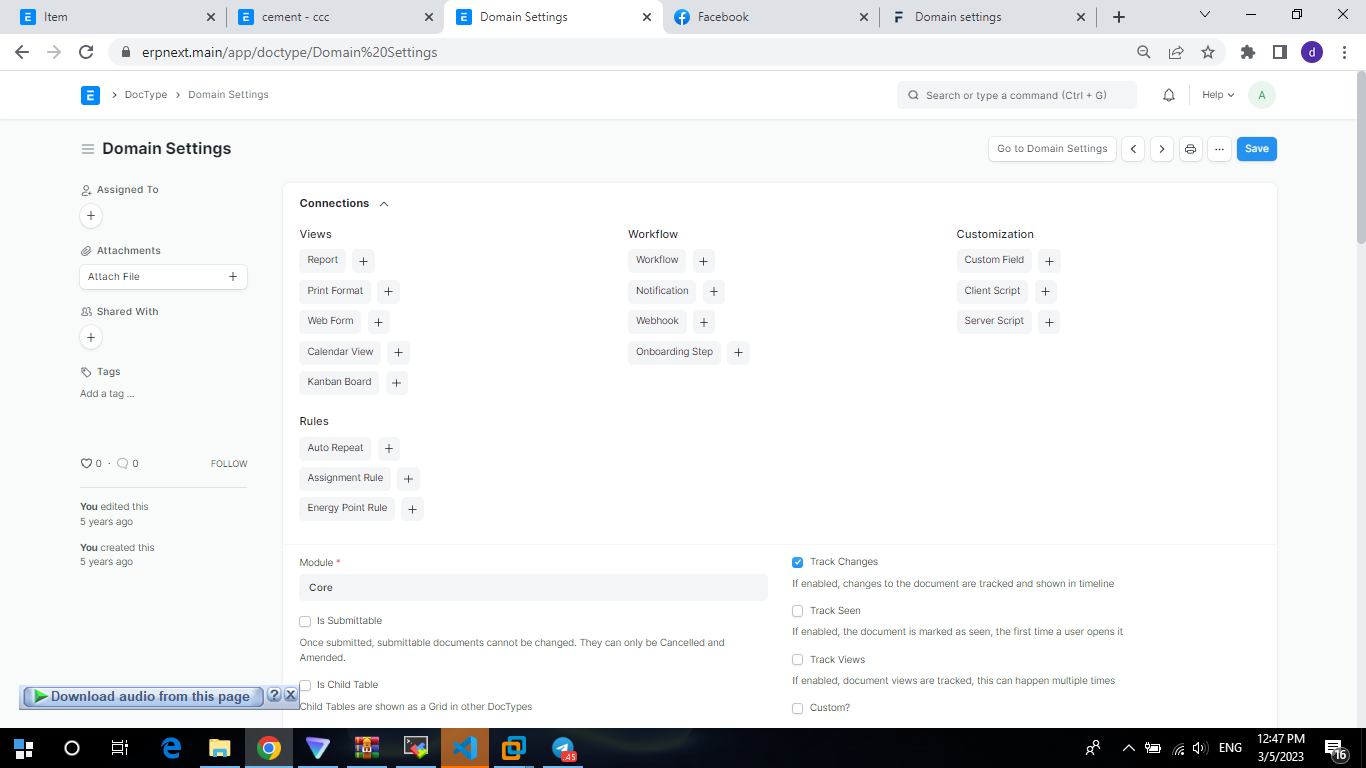 Item
cement - ccc
Domain Settings
Facebook
Domain settings
erpnext.main/app/doctype/Domain%20Settings
d
DocType
Domain Settings
Search or type a command (Ctrl + G)
Help
A
Domain Settings
Go to Domain Settings
Save
Assigned To
Attachments
Attach File
Shared With
Tags
Add a tag ...
0 · 0
FOLLOW
You edited this
5 years ago
You created this
5 years ago
Connections
Views
Report
Print Format
Web Form
Calendar View
Kanban Board
Workflow
Workflow
Notification
Webhook
Onboarding Step
Customization
Custom Field
Client Script
Server Script
Rules
Auto Repeat
Assignment Rule
Energy Point Rule
Module *
Core
Is Submittable
Once submitted, submittable documents cannot be changed. They can only be Cancelled and
Amended.
Is Child Table
Child Tables are shown as a Grid in other DocTypes
Track Changes
If enabled, changes to the document are tracked and shown in timeline
Track Seen
If enabled, the document is marked as seen, the first time a user opens it
Track Views
If enabled, document views are tracked, this can happen multiple times
Custom?
Download audio from this page
?
X
45
ENG
12:47 PM
3/5/2023
16